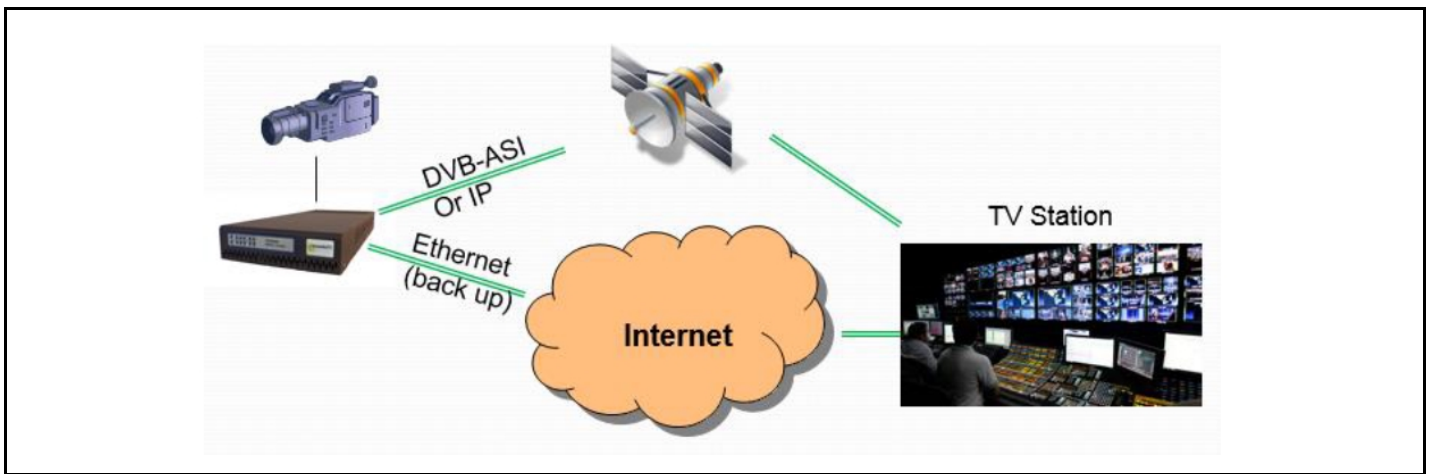 DVB-ASI
Or IP
TV Station
Ethernet
(back up)
Internet